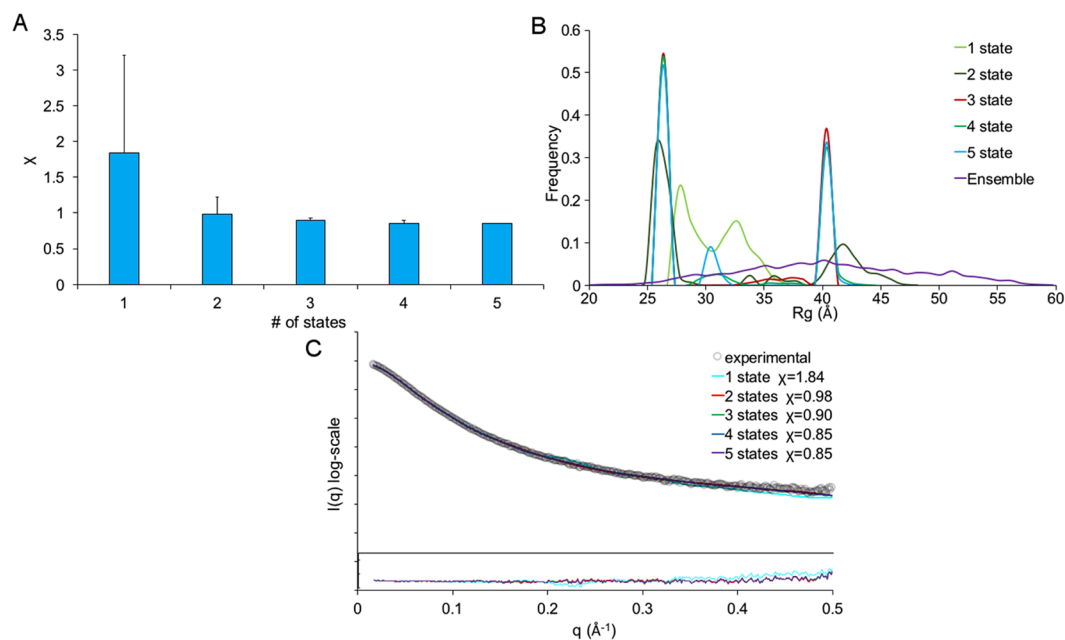 A
3.5
3
2.5
2
1.5
1
0.5
0
χ
1 2 3 4 5
# of states
B
0.6
0.5
0.4
0.3
0.2
0.1
0
Frequency
20 25 30 35 40 45 50 55 60
Rg (Å)
1 state
2 state
3 state
4 state
5 state
Ensemble
C
I(q) log-scale
experimental
1 state χ=1.84
2 states χ=0.98
3 states χ=0.90
4 states χ=0.85
5 states χ=0.85
0 0.1 0.2 0.3 0.4 0.5
q (Å-1)